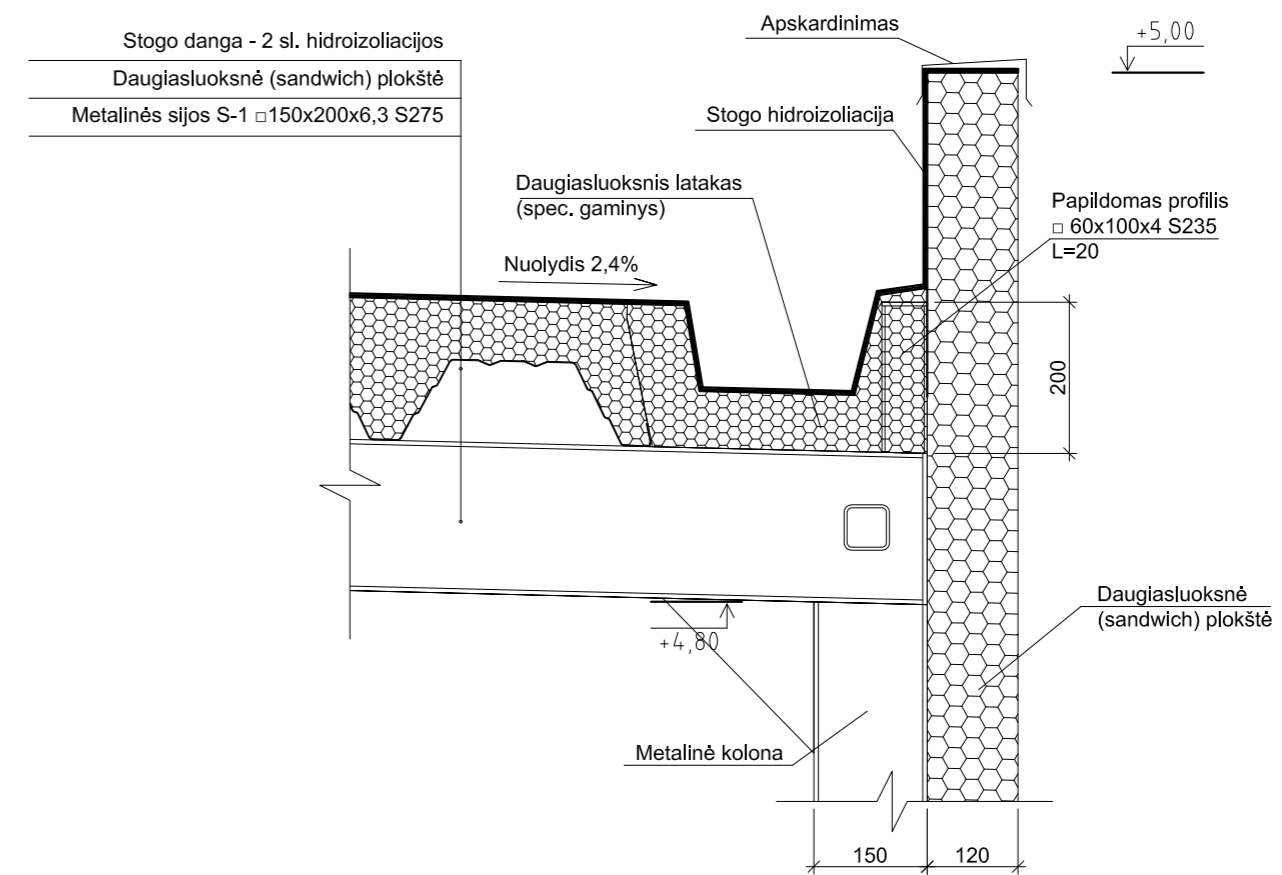 Stogo danga - 2 sl. hidroizoliacijos
Daugiasluoksnė (sandwich) plokštė
Metalinės sijos S-1 □150x200x6,3 S275
Apskardinimas
+5,00
Stogo hidroizoliacija
Daugiasluoksnis latakas
(spec. gaminys)
Papildomas profilis
□ 60x100x4 S235
L=20
Nuolydis 2,4%
200
+4,80
Daugiasluoksnė
(sandwich) plokštė
Metalinė kolona
150
120